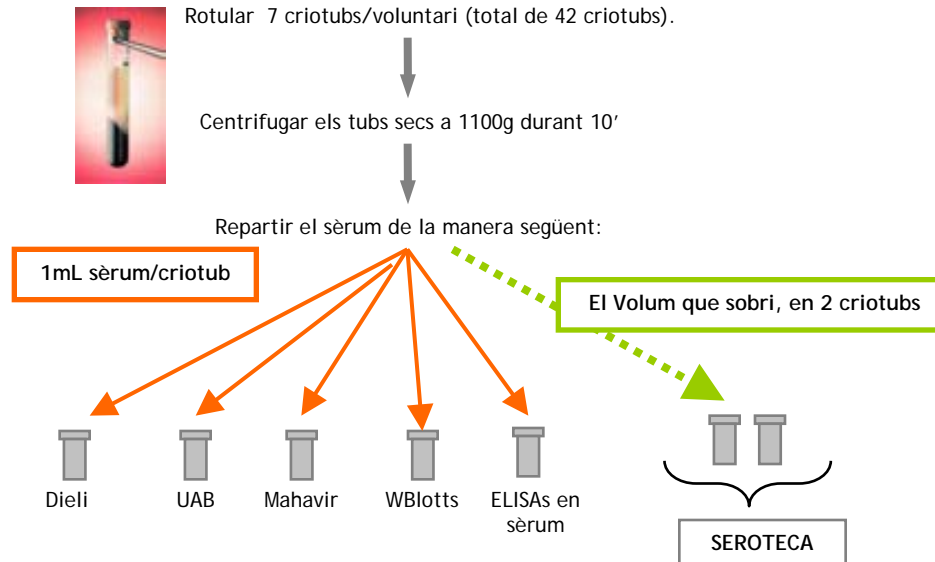 Rotular 7 criotubs/voluntari (total de 42 criotubs).
Centrifugar els tubs secs a 1100g durant 10'
Repartir el sèrum de la manera següent:
1mL sèrum/criotub
El Volum que sobri, en 2 criotubs
Dieli
UAB
Mahavir
WBlotts
ELISAs en
sèrum
SEROTECA